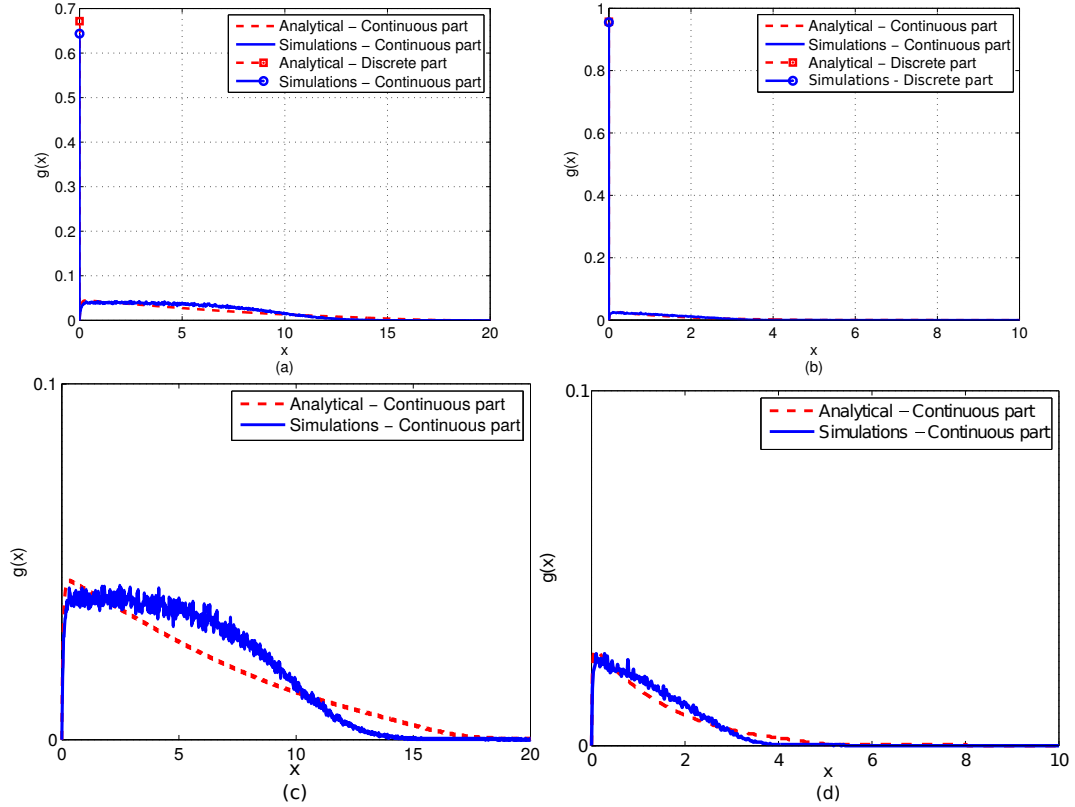 0.7
0.6
0.5
0.4
0.3
0.2
0.1
0
g(x)
Analytical – Continuous part
Simulations – Continuous part
Analytical – Discrete part
Simulations – Continuous part
0 5 10 15 20
x
(a)
1
0.8
0.6
0.4
0.2
0
g(x)
Analytical – Continuous part
Simulations – Continuous part
Analytical – Discrete part
Simulations - Discrete part
0 2 4 6 8 10
x
(b)
0.1
0
g(x)
Analytical – Continuous part
Simulations – Continuous part
0 5 10 15 20
x
(c)
0.1
0
g(x)
Analytical – Continuous part
Simulations – Continuous part
0 2 4 6 8 10
x
(d)